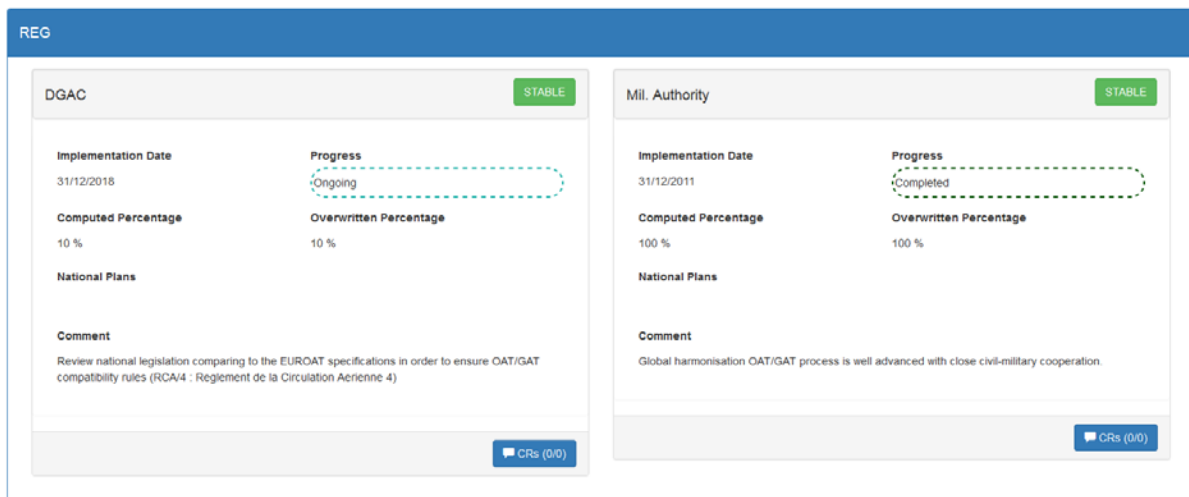 REG
DGAC
STABLE
Implementation Date
Progress
31/12/2018
Ongoing
Computed Percentage
Overwritten Percentage
10 %
10 %
National Plans
Comment
Review national legislation comparing to the EUROAT specifications in order to ensure OAT/GAT
compatibility rules (RCA/4 : Reglement de la Circulation Aerienne 4)
CRs (0/0)
Mil. Authority
STABLE
Implementation Date
Progress
31/12/2011
Completed
Computed Percentage
Overwritten Percentage
100 %
100 %
National Plans
Comment
Global harmonisation OAT/GAT process is well advanced with close civil-military cooperation.
CRs (0/0)